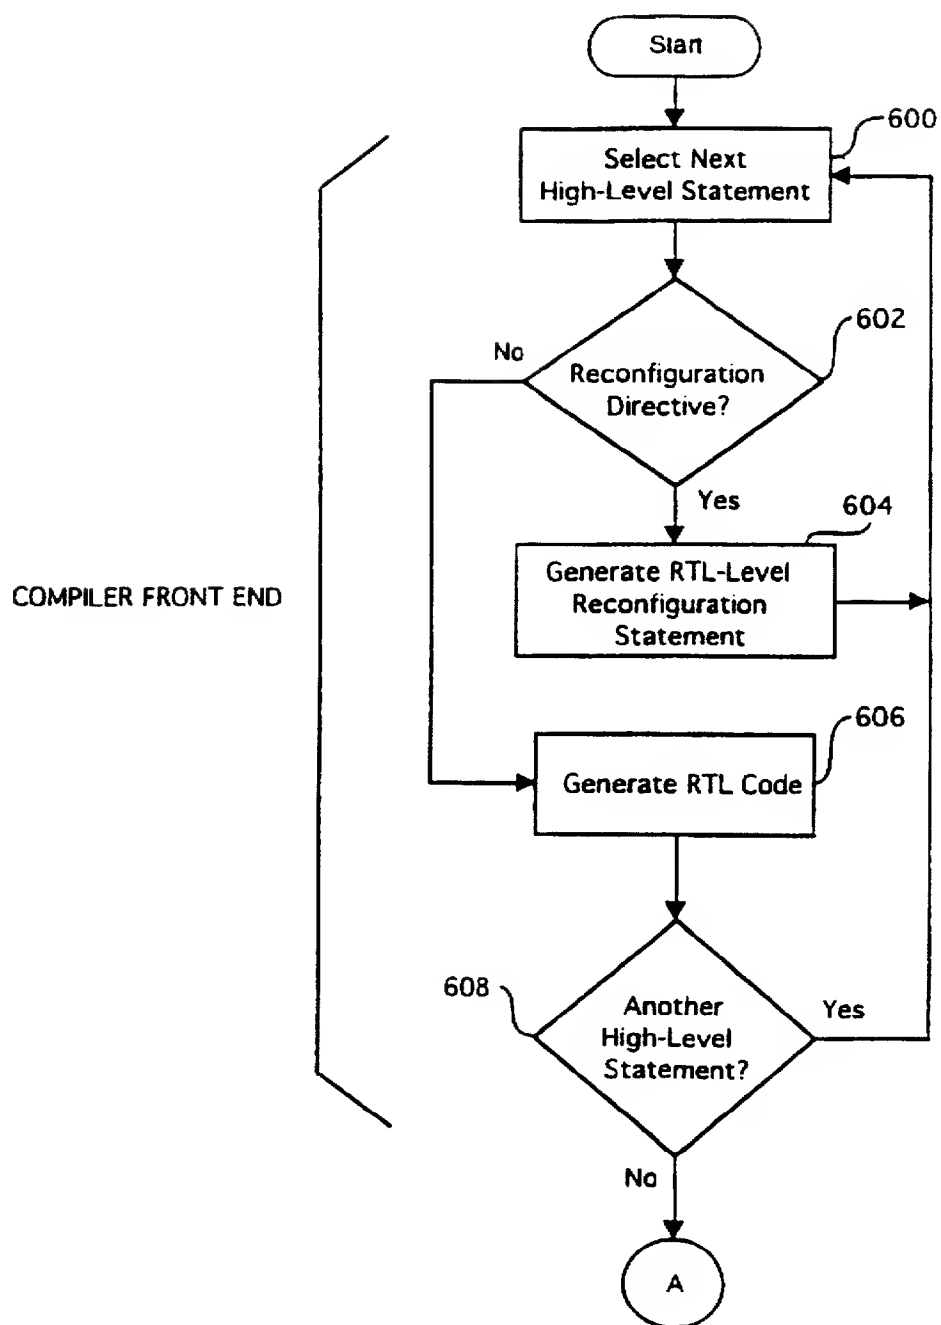 Start
600
Select Next
High-Level Statement
602
No
Reconfiguration
Directive?
Yes
604
Generate RTL-Level
Reconfiguration
Statement
COMPILER FRONT END
606
Generate RTL Code
608
Another
High-Level
Statement?
Yes
No
A